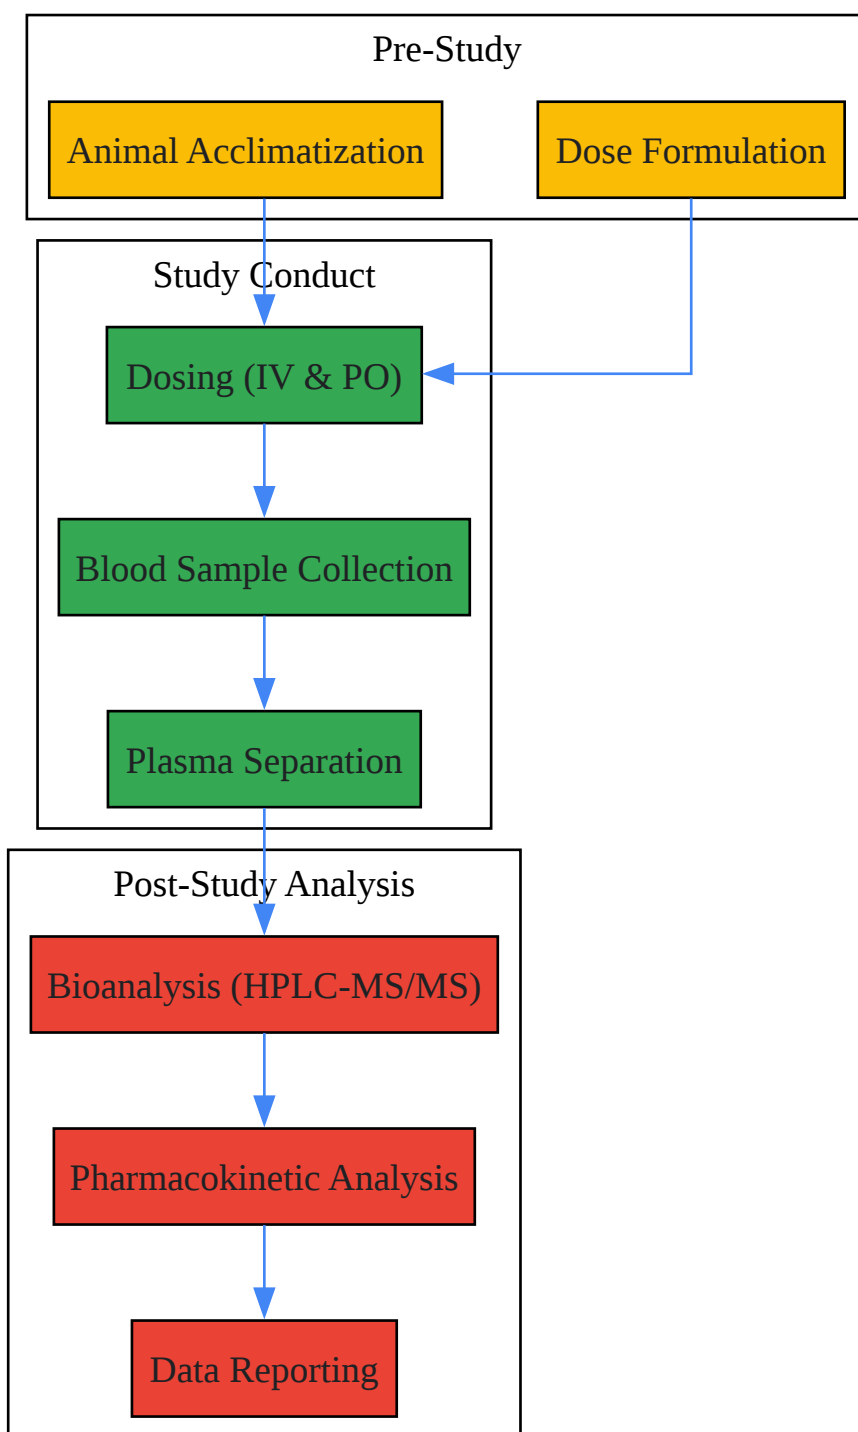 Pre-Study
Animal Acclimatization
Dose Formulation
Study Conduct
Dosing (IV & PO)
Blood Sample Collection
Plasma Separation
Post-Study Analysis
Bioanalysis (HPLC-MS/MS)
Pharmacokinetic Analysis
Data Reporting